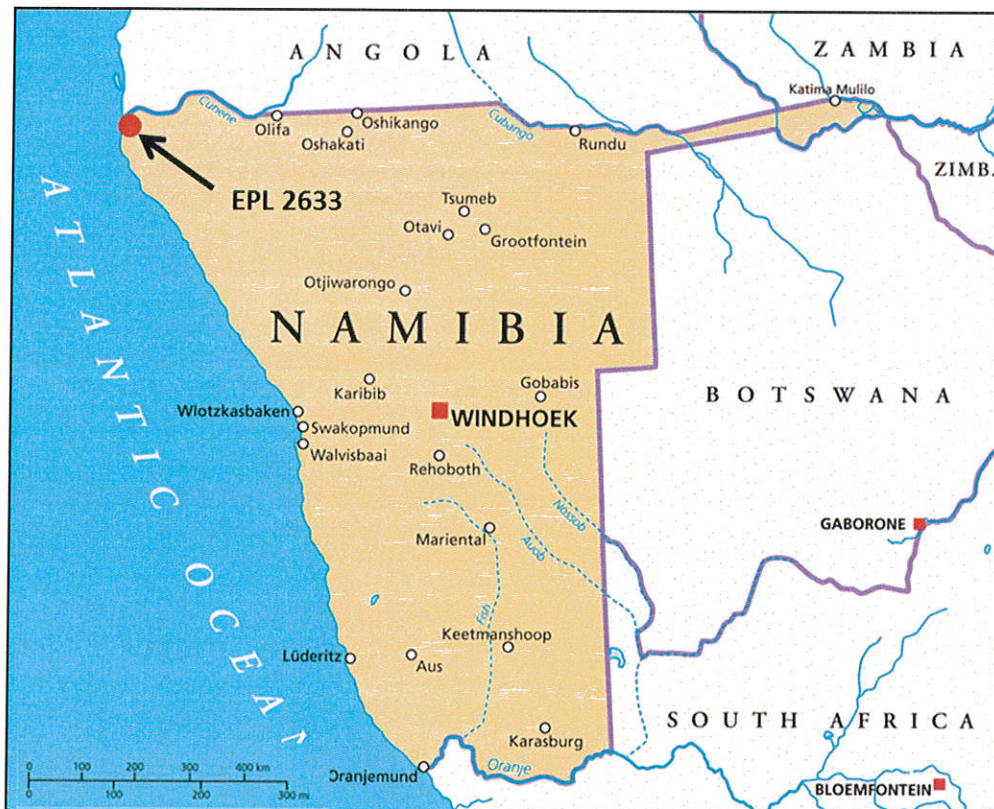 ANGOLA
ZAMBIA
Katima Mulilo
Cunene
Olifa
Oshikango
Oshakati
Cubango
Rundu
ZIMB.
EPL 2633
Tsumeb
Otavi
Grootfontein
Otjiwarongo
NAMIBIA
ATLANTIC OCEAN
Karibib
Gobabis
BOTSWANA
Wlotzkasbaken
WINDHOEK
Swakopmund
Walvisbaai
Rehoboth
Nossob
GABORONE
Mariental
Auob
Fish
Keetmanshoop
Lüderitz
Aus
SOUTH AFRICA
Karasburg
Oranje
Oranjemund
0 100 200 300 400 km
0 100 200 300 mi
BLOEMFONTEIN